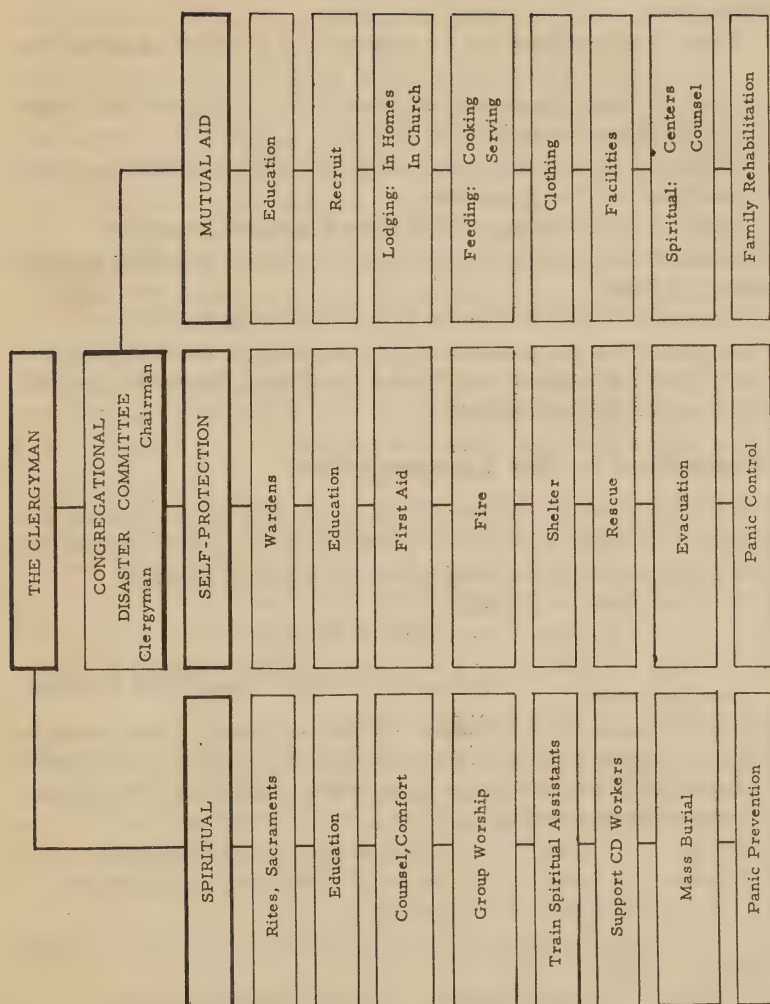 THE CLERGYMAN
CONGREGATIONAL
DISASTER COMMITTEE
Clergyman Chairman
SPIRITUAL
Rites, Sacraments
Education
Counsel, Comfort
Group Worship
Train Spiritual Assistants
Support CD Workers
Mass Burial
Panic Prevention
SELF-PROTECTION
Wardens
Education
First Aid
Fire
Shelter
Rescue
Evacuation
Panic Control
MUTUAL AID
Education
Recruit
Lodging: In Homes
In Church
Feeding: Cooking
Serving
Clothing
Facilities
Spiritual: Centers
Counsel
Family Rehabilitation